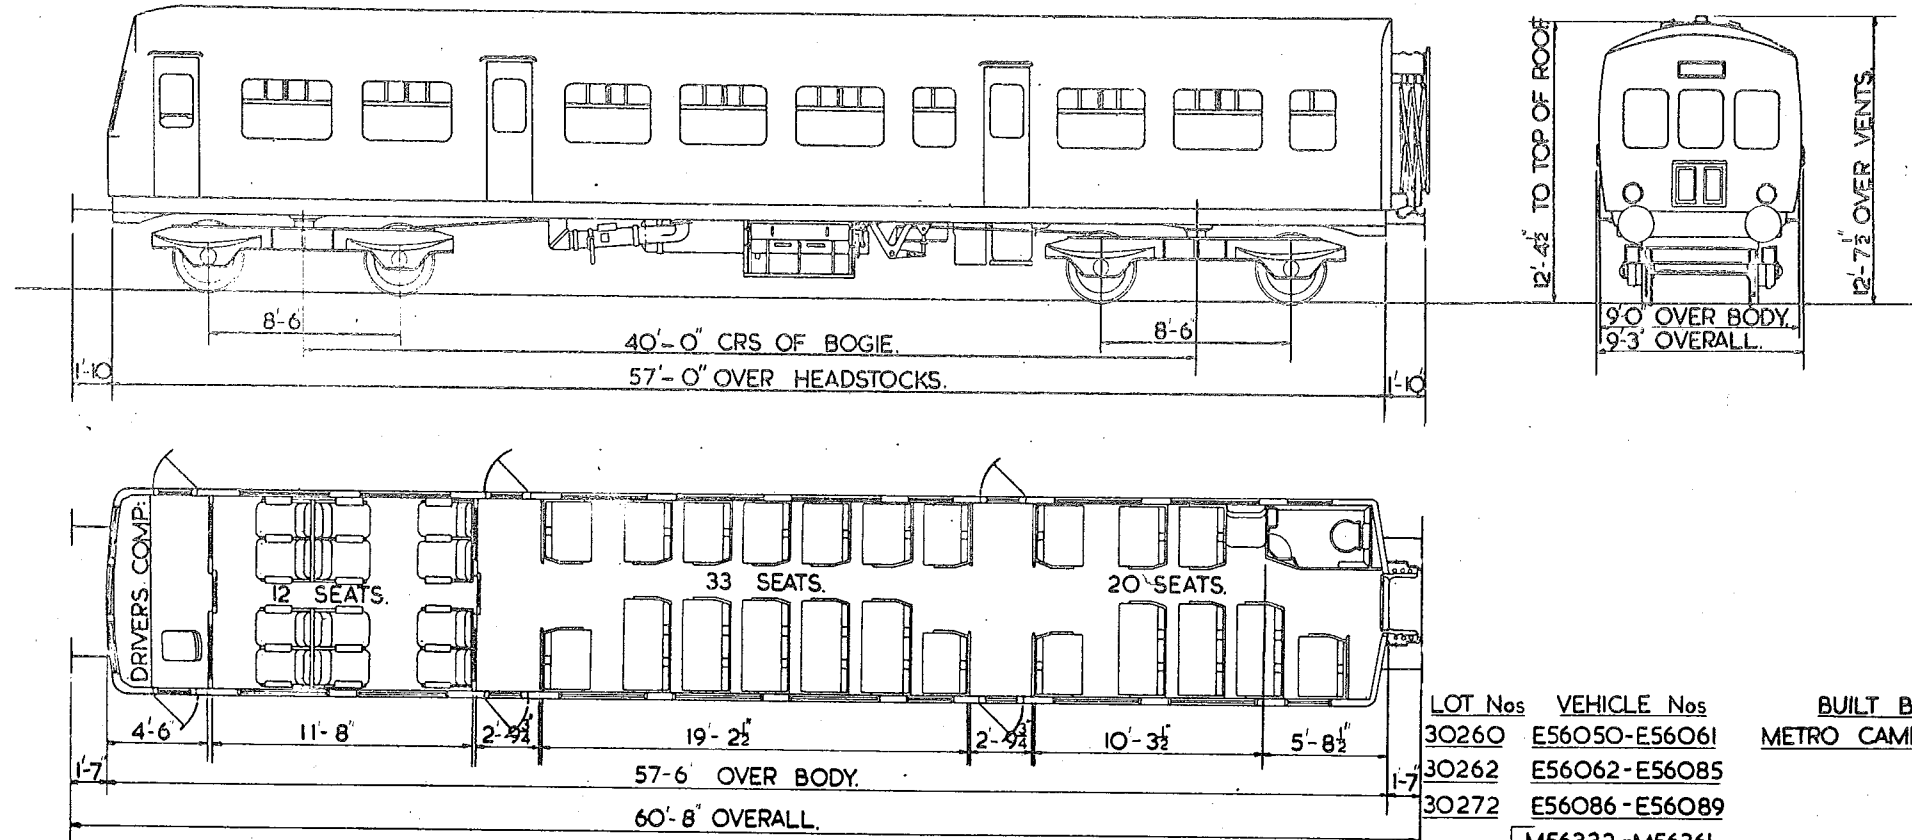 12'-4½" TO TOP OF ROOF
12'-7½" OVER VENTS.
8'-6"
8'-6"
40'-0" CRS OF BOGIE.
1'-10"
57'-0" OVER HEADSTOCKS.
1'-10"
9'-0" OVER BODY.
9'-3" OVERALL.
DRIVERS COMP:
12 SEATS.
33 SEATS.
20 SEATS.
4'-6"
11'-8"
2'-9¾"
19'-2½"
2'-9¾"
10'-3½"
5'-8½"
1'-7"
57'-6" OVER BODY.
1'-7"
60'-8" OVERALL.
LOT Nos VEHICLE Nos BUILT B
30260 E56050-E56061 METRO CAM
30262 E56062-E56085
30272 E56086-E56089